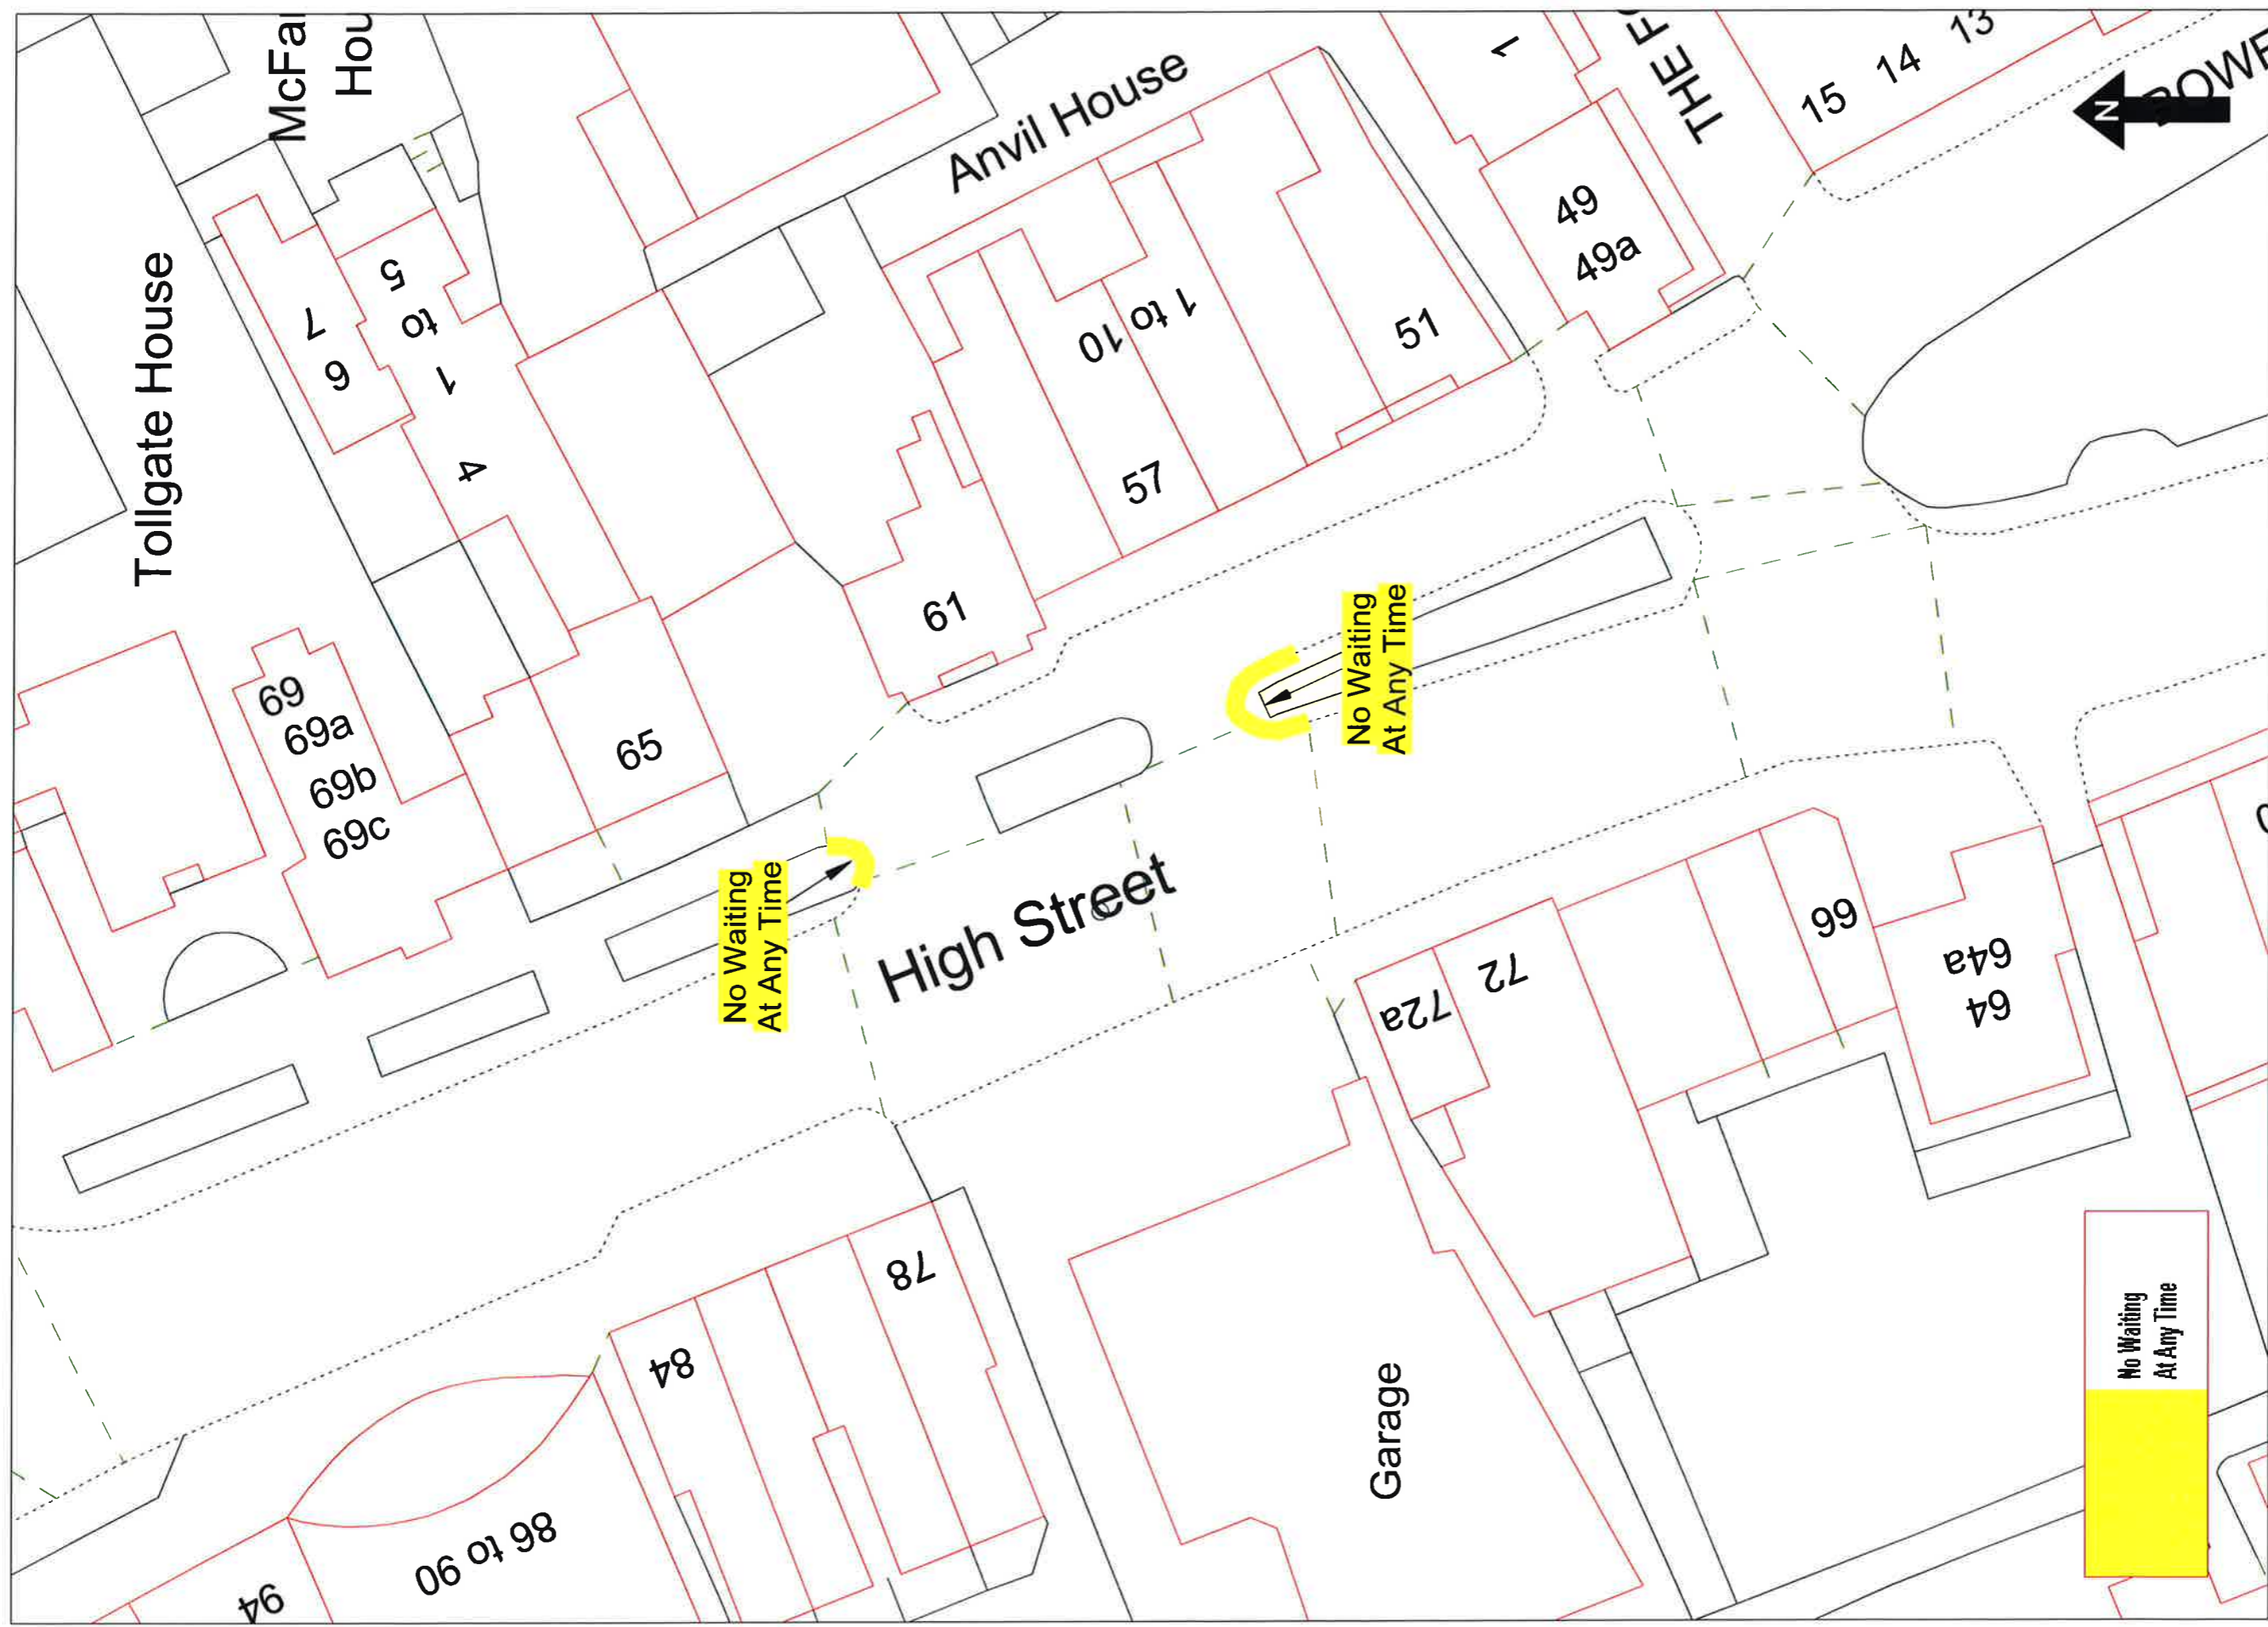 McFa
Hou
Anvil House
1
THE F
15 14 13
BOWE
N
Tollgate House
7
6
5
to
1
4
49
49a
1 to 10
51
57
61
65
69
69a
69b
69c
No Waiting
At Any Time
No Waiting
At Any Time
High Street
66
64a
64
72
72a
78
84
86 to 90
94
Garage
No Waiting
At Any Time